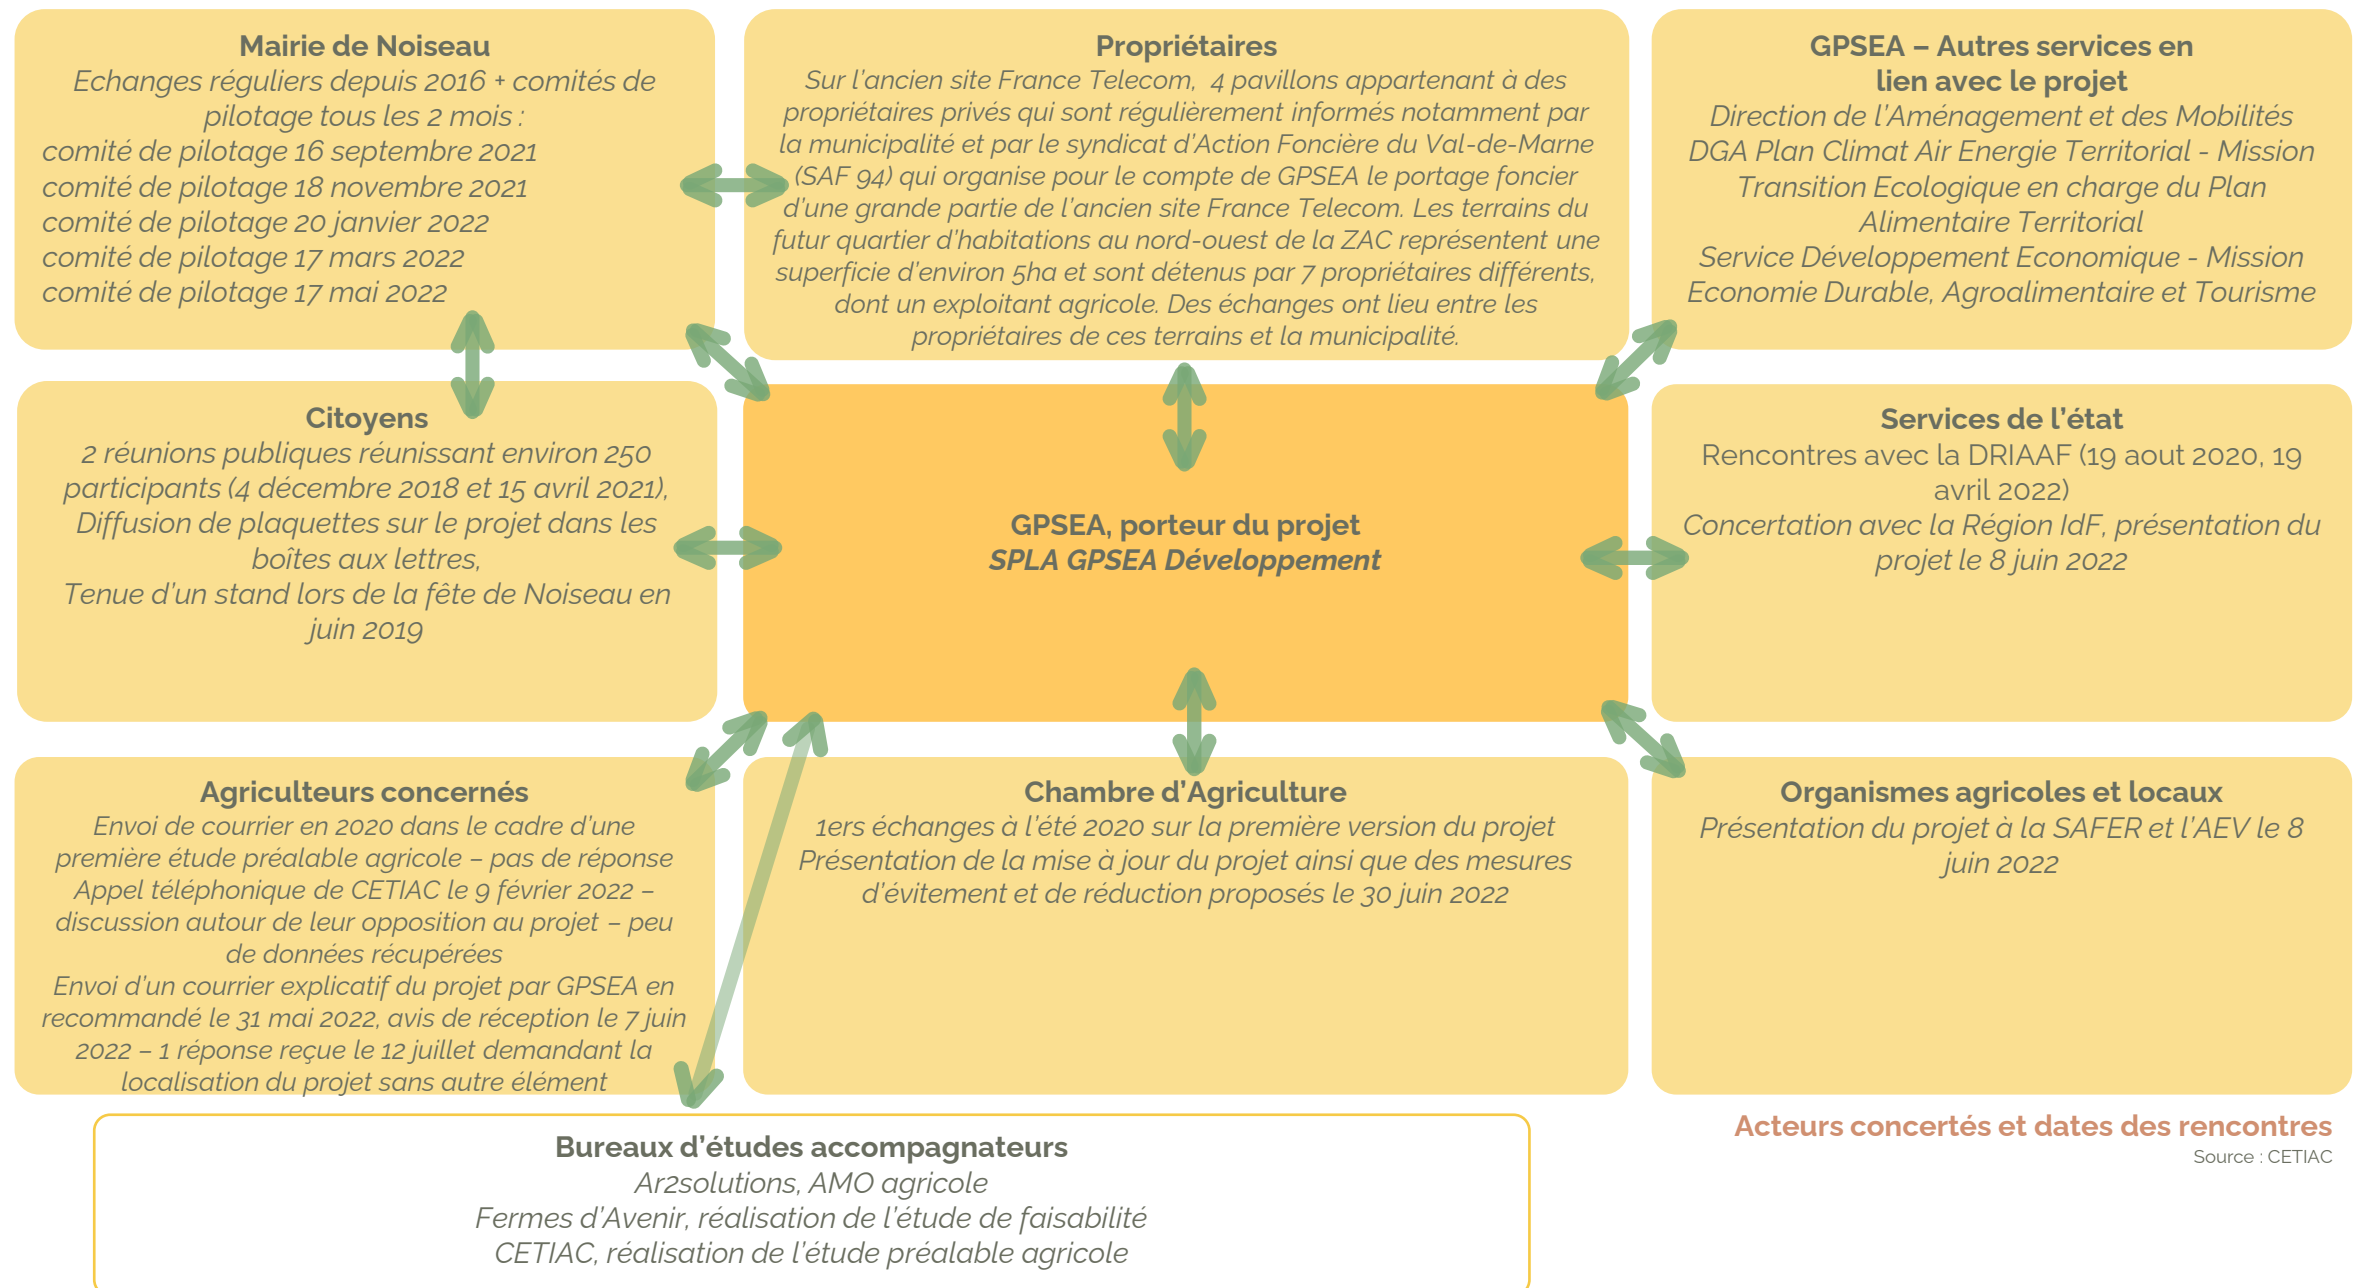 Mairie de Noiseau
Echanges réguliers depuis 2016 + comités de
pilotage tous les 2 mois :
comité de pilotage 16 septembre 2021
comité de pilotage 18 novembre 2021
comité de pilotage 20 janvier 2022
comité de pilotage 17 mars 2022
comité de pilotage 17 mai 2022
Propriétaires
Sur l’ancien site France Telecom, 4 pavillons appartenant à des
propriétaires privés qui sont régulièrement informés notamment par
la municipalité et par le syndicat d’Action Foncière du Val-de-Marne
(SAF 94) qui organise pour le compte de GPSEA le portage foncier
d’une grande partie de l’ancien site France Telecom. Les terrains du
futur quartier d’habitations au nord-ouest de la ZAC représentent une
superficie d’environ 5ha et sont détenus par 7 propriétaires différents,
dont un exploitant agricole. Des échanges ont lieu entre les
propriétaires de ces terrains et la municipalité.
GPSEA – Autres services en
lien avec le projet
Direction de l’Aménagement et des Mobilités
DGA Plan Climat Air Energie Territorial - Mission
Transition Ecologique en charge du Plan
Alimentaire Territorial
Service Développement Economique - Mission
Economie Durable, Agroalimentaire et Tourisme
Citoyens
2 réunions publiques réunissant environ 250
participants (4 décembre 2018 et 15 avril 2021),
Diffusion de plaquettes sur le projet dans les
boîtes aux lettres,
Tenue d’un stand lors de la fête de Noiseau en
juin 2019
GPSEA, porteur du projet
SPLA GPSEA Développement
Services de l’état
Rencontres avec la DRIAAF (19 aout 2020, 19
avril 2022)
Concertation avec la Région IdF, présentation du
projet le 8 juin 2022
Agriculteurs concernés
Envoi de courrier en 2020 dans le cadre d’une
première étude préalable agricole – pas de réponse
Appel téléphonique de CETIAC le 9 février 2022 –
discussion autour de leur opposition au projet – peu
de données récupérées
Envoi d’un courrier explicatif du projet par GPSEA en
recommandé le 31 mai 2022, avis de réception le 7 juin
2022 – 1 réponse reçue le 12 juillet demandant la
localisation du projet sans autre élément
Chambre d’Agriculture
1ers échanges à l’été 2020 sur la première version du projet
Présentation de la mise à jour du projet ainsi que des mesures
d’évitement et de réduction proposés le 30 juin 2022
Organismes agricoles et locaux
Présentation du projet à la SAFER et l’AEV le 8
juin 2022
Bureaux d’études accompagnateurs
Ar2solutions, AMO agricole
Fermes d’Avenir, réalisation de l’étude de faisabilité
CETIAC, réalisation de l’étude préalable agricole
Acteurs concertés et dates des rencontres
Source : CETIAC